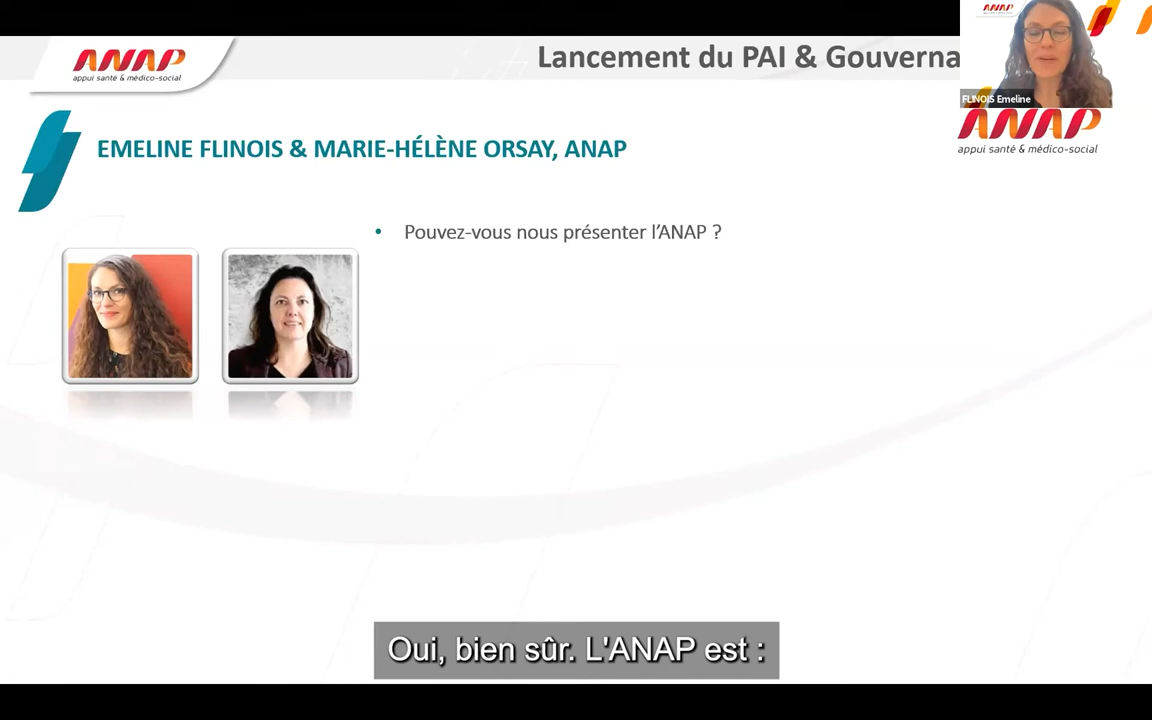 ANAP
appui santé & médico-social
Lancement du PAI & Gouverna
ANAP
FLINOIS Emeline
ANAP
appui santé & médico-social
EMELINE FLINOIS & MARIE-HÉLÈNE ORSAY, ANAP
• Pouvez-vous nous présenter l'ANAP ?
Oui, bien sûr. L'ANAP est :